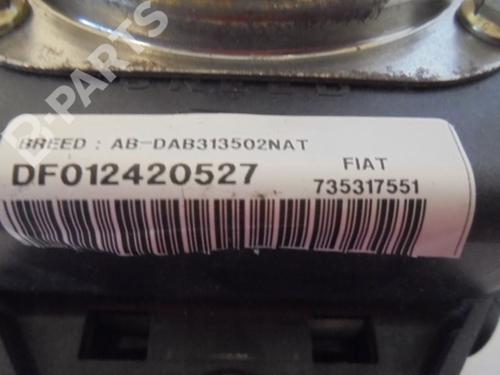 B-PARTS
BREED : AB-DAB313502NAT
DF012420527
FIAT
735317551